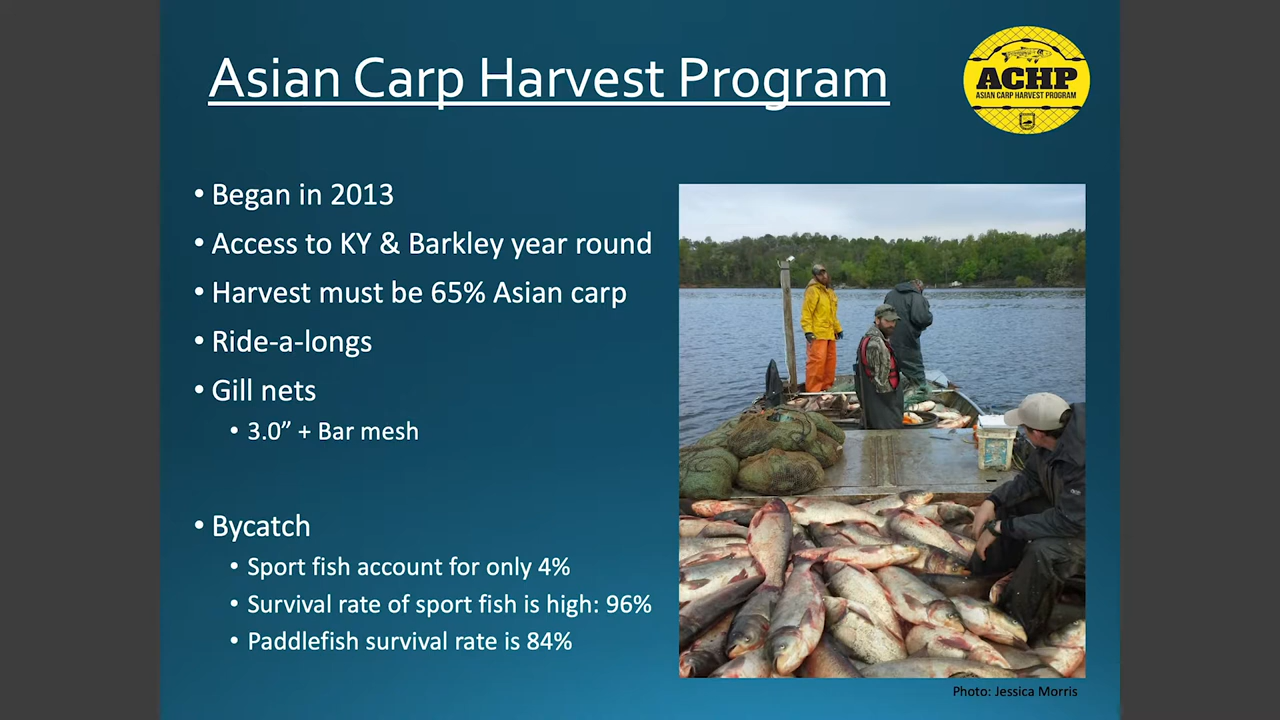 Asian Carp Harvest Program
ACHP
ASIAN CARP HARVEST PROGRAM
• Began in 2013
• Access to KY & Barkley year round
• Harvest must be 65% Asian carp
• Ride-a-longs
• Gill nets
• 3.0” + Bar mesh
• Bycatch
• Sport fish account for only 4%
• Survival rate of sport fish is high: 96%
• Paddlefish survival rate is 84%
Photo: Jessica Morris